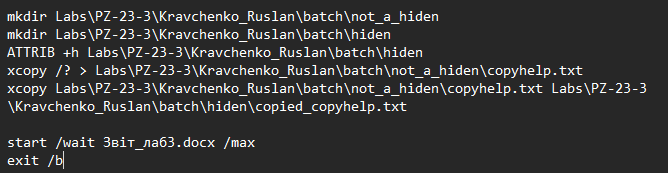 mkdir Labs\PZ-23-3\Kravchenko_Ruslan\batch\not_a_hiden
mkdir Labs\PZ-23-3\Kravchenko_Ruslan\batch\hiden
ATTRIB +h Labs\PZ-23-3\Kravchenko_Ruslan\batch\hiden
xcopy /? > Labs\PZ-23-3\Kravchenko_Ruslan\batch\not_a_hiden\copyhelp.txt
xcopy Labs\PZ-23-3\Kravchenko_Ruslan\batch\not_a_hiden\copyhelp.txt Labs\PZ-23-3
\Kravchenko_Ruslan\batch\hiden\copied_copyhelp.txt
start /wait Звіт_ла63.docx /max
exit /b